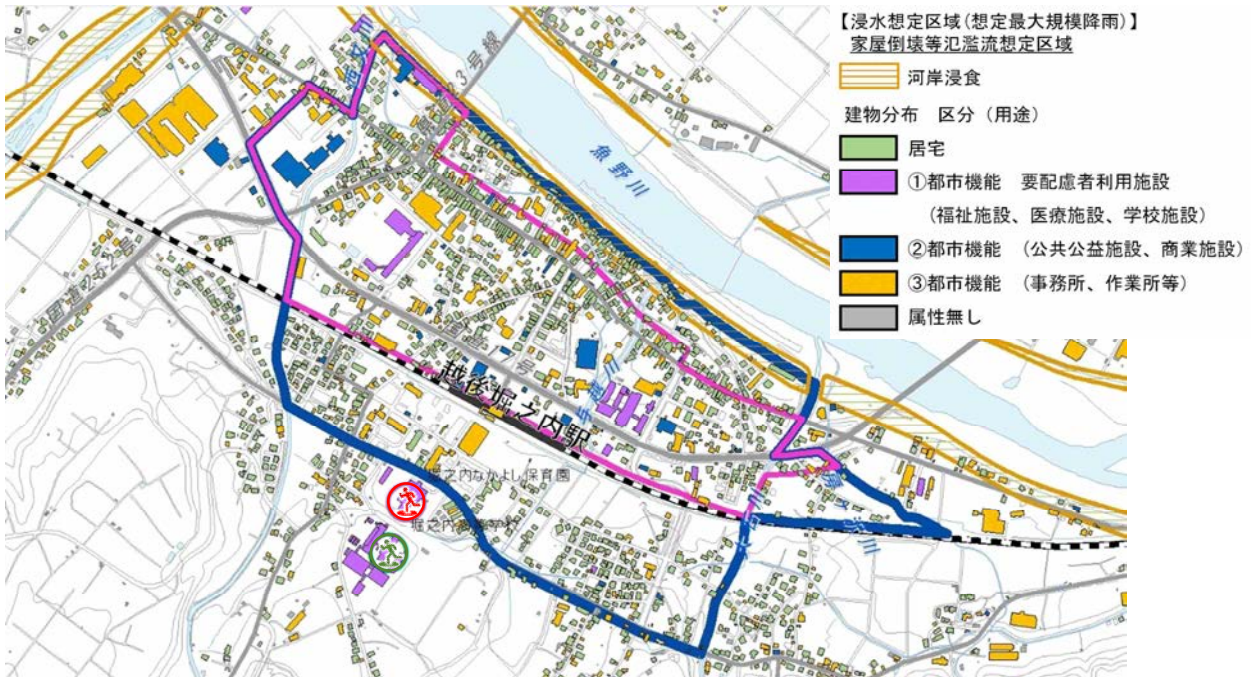 【浸水想定区域(想定最大規模降雨)】
家屋倒壊等氾濫流想定区域
河岸浸食
建物分布 区分（用途）
居宅
①都市機能 要配慮者利用施設
（福祉施設、医療施設、学校施設）
②都市機能 （公共公益施設、商業施設）
③都市機能 （事務所、作業所等）
属性無し
魚野川
越後堀之内駅
堀之内なかよし保育園